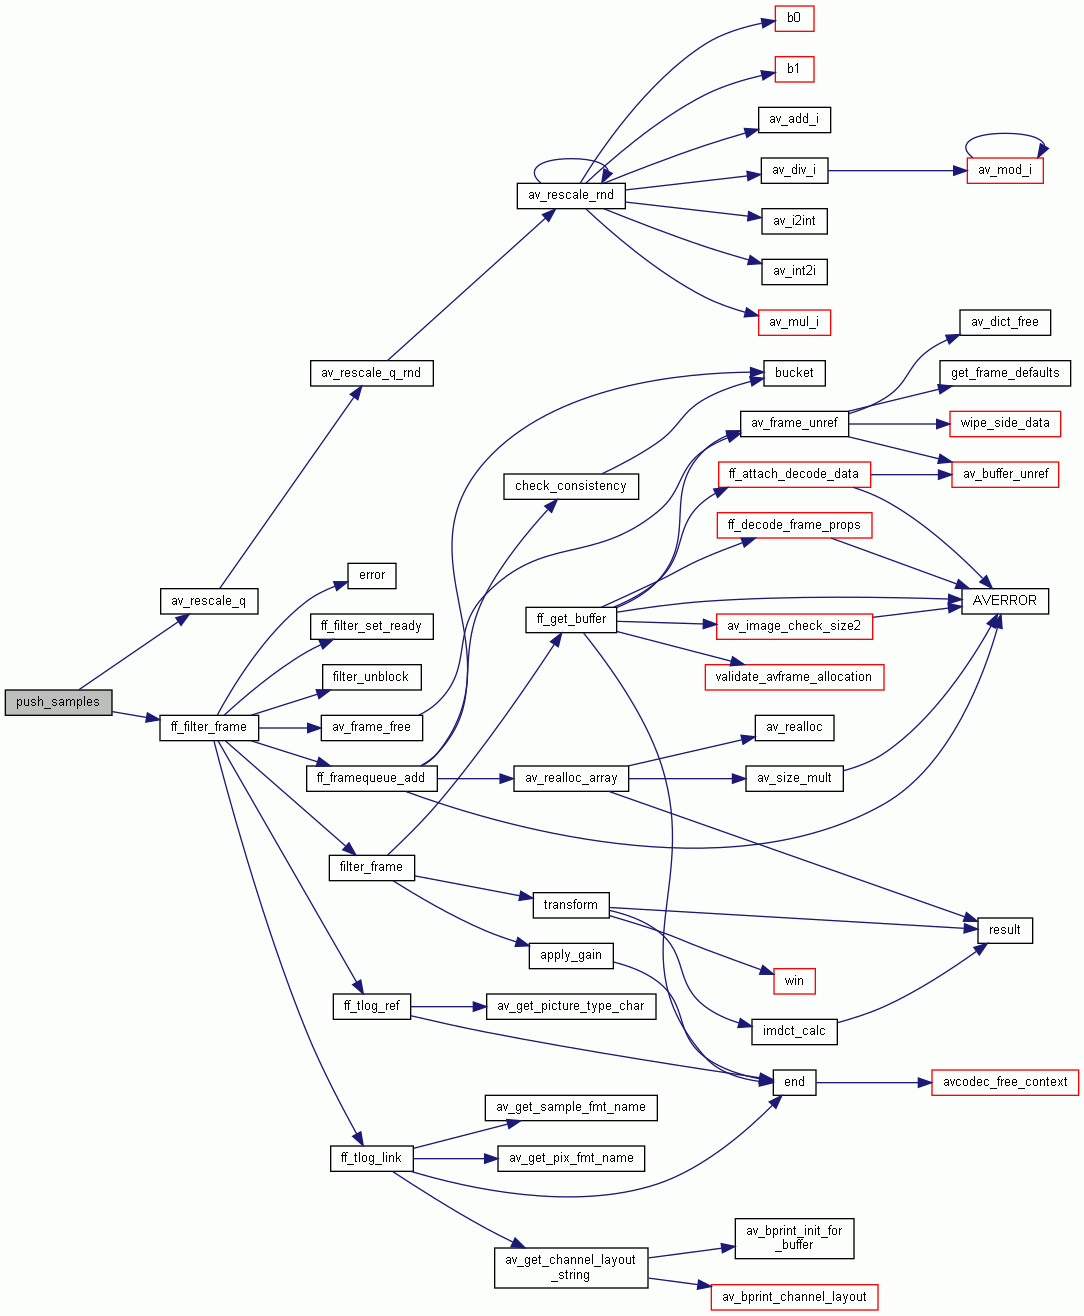 b0
b1
av_add_i
av_div_i
av_mod_i
av_rescale_rnd
av_i2int
av_int2i
av_mul_i
av_dict_free
av_rescale_q_rnd
bucket
get_frame_defaults
av_frame_unref
wipe_side_data
ff_attach_decode_data
av_buffer_unref
check_consistency
ff_decode_frame_props
error
av_rescale_q
AVERROR
ff_get_buffer
ff_filter_set_ready
av_image_check_size2
filter_unblock
validate_avframe_allocation
push_samples
ff_filter_frame
av_frame_free
av_realloc
ff_framequeue_add
av_realloc_array
av_size_mult
filter_frame
transform
result
apply_gain
win
ff_tlog_ref
av_get_picture_type_char
imdct_calc
end
avcodec_free_context
av_get_sample_fmt_name
ff_tlog_link
av_get_pix_fmt_name
av_bprint_init_for
_buffer
av_get_channel_layout
_string
av_bprint_channel_layout